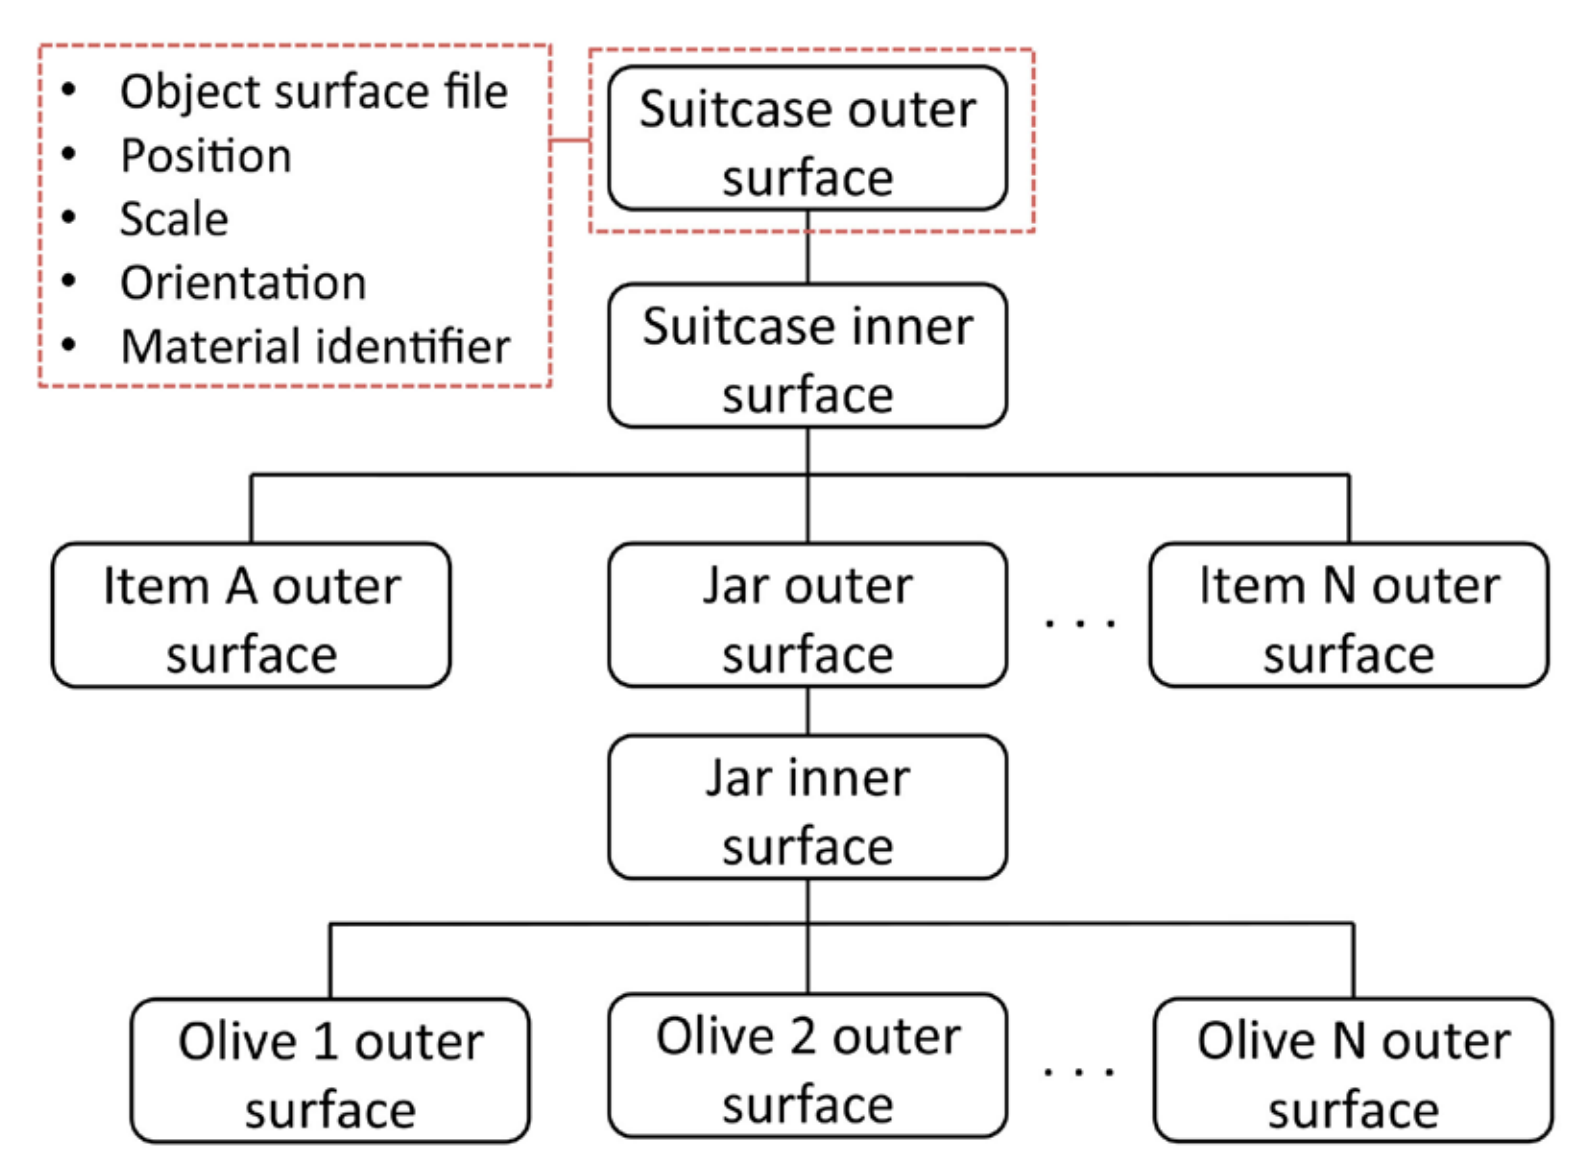 • Object surface file
• Position
• Scale
• Orientation
• Material identifier
Suitcase outer
surface
Suitcase inner
surface
Item A outer
surface
Jar outer
surface
. . .
Item N outer
surface
Jar inner
surface
Olive 1 outer
surface
Olive 2 outer
surface
. . .
Olive N outer
surface